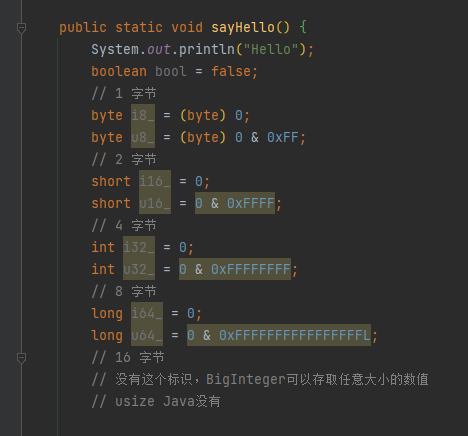 public static void sayHello() {
System.out.println("Hello");
boolean bool = false;
// 1 字节
byte i8_ = (byte) 0;
byte u8_ = (byte) 0 & 0xFF;
// 2 字节
short i16_ = 0;
short u16_ = 0 & 0xFFFF;
// 4 字节
int i32_ = 0;
int u32_ = 0 & 0xFFFFFFFF;
// 8 字节
long i64_ = 0;
long u64_ = 0 & 0xFFFFFFFFFFFFFFFFL;
// 16 字节
// 没有这个标识，BigInteger可以存取任意大小的数值
// usize Java没有